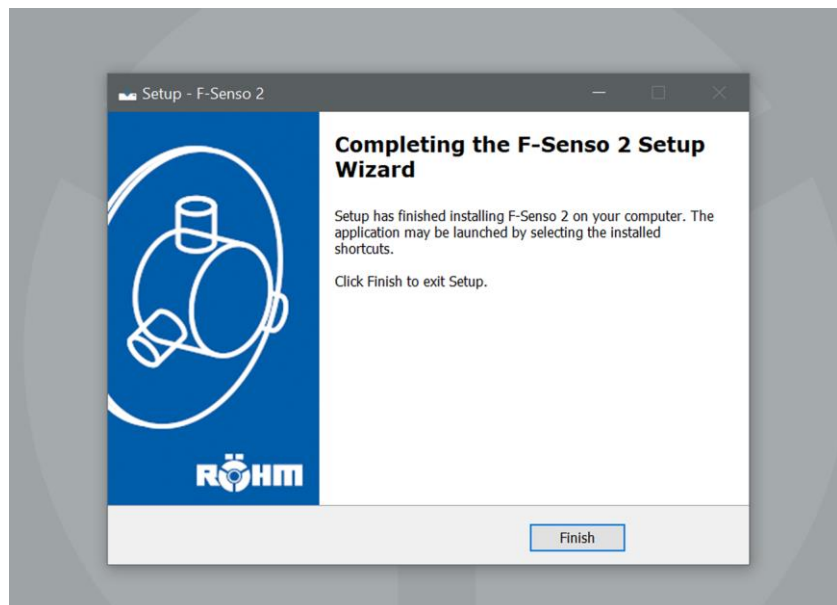 Setup - F-Senso 2
Completing the F-Senso 2 Setup
Wizard
Setup has finished installing F-Senso 2 on your computer. The
application may be launched by selecting the installed
shortcuts.
Click Finish to exit Setup.
RÖHM
Finish